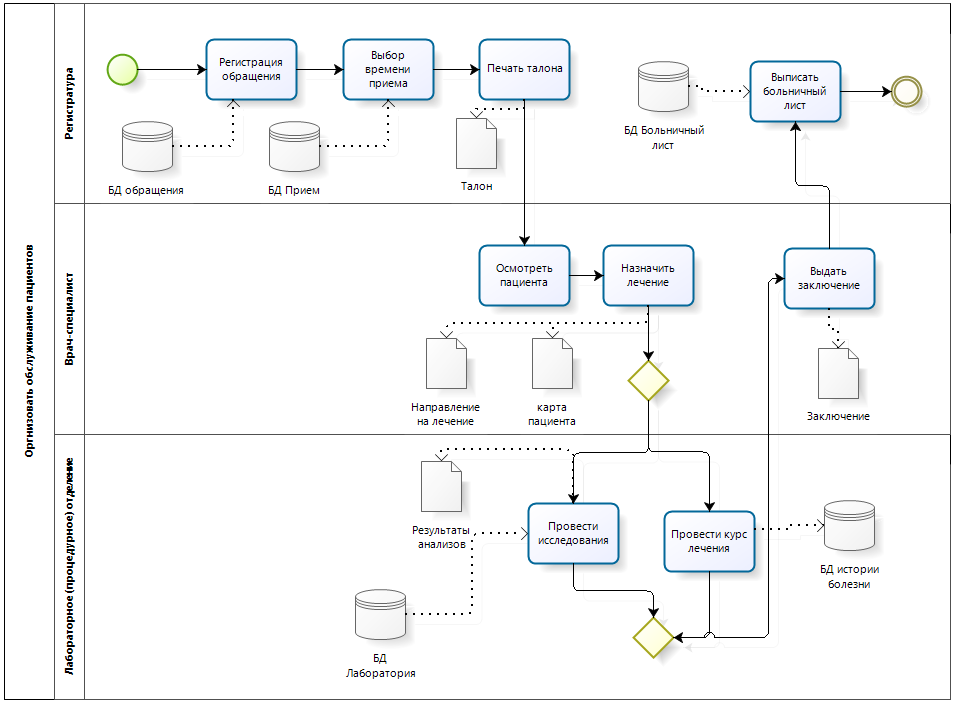 Оргнизовать обслуживание пациентов
Регистратура
Регистрация
обращения
Выбор
времени
приема
Печать талона
БД обращения
БД Прием
Талон
БД Больничный
лист
Выписать
больничный
лист
Врач-специалист
Осмотреть
пациента
Назначить
лечение
Выдать
заключение
Направление
на лечение
карта
пациента
Заключение
Лабораторное (процедурное) отделение
Результаты
анализов
Провести
исследования
Провести курс
лечения
БД истории
болезни
БД
Лаборатория